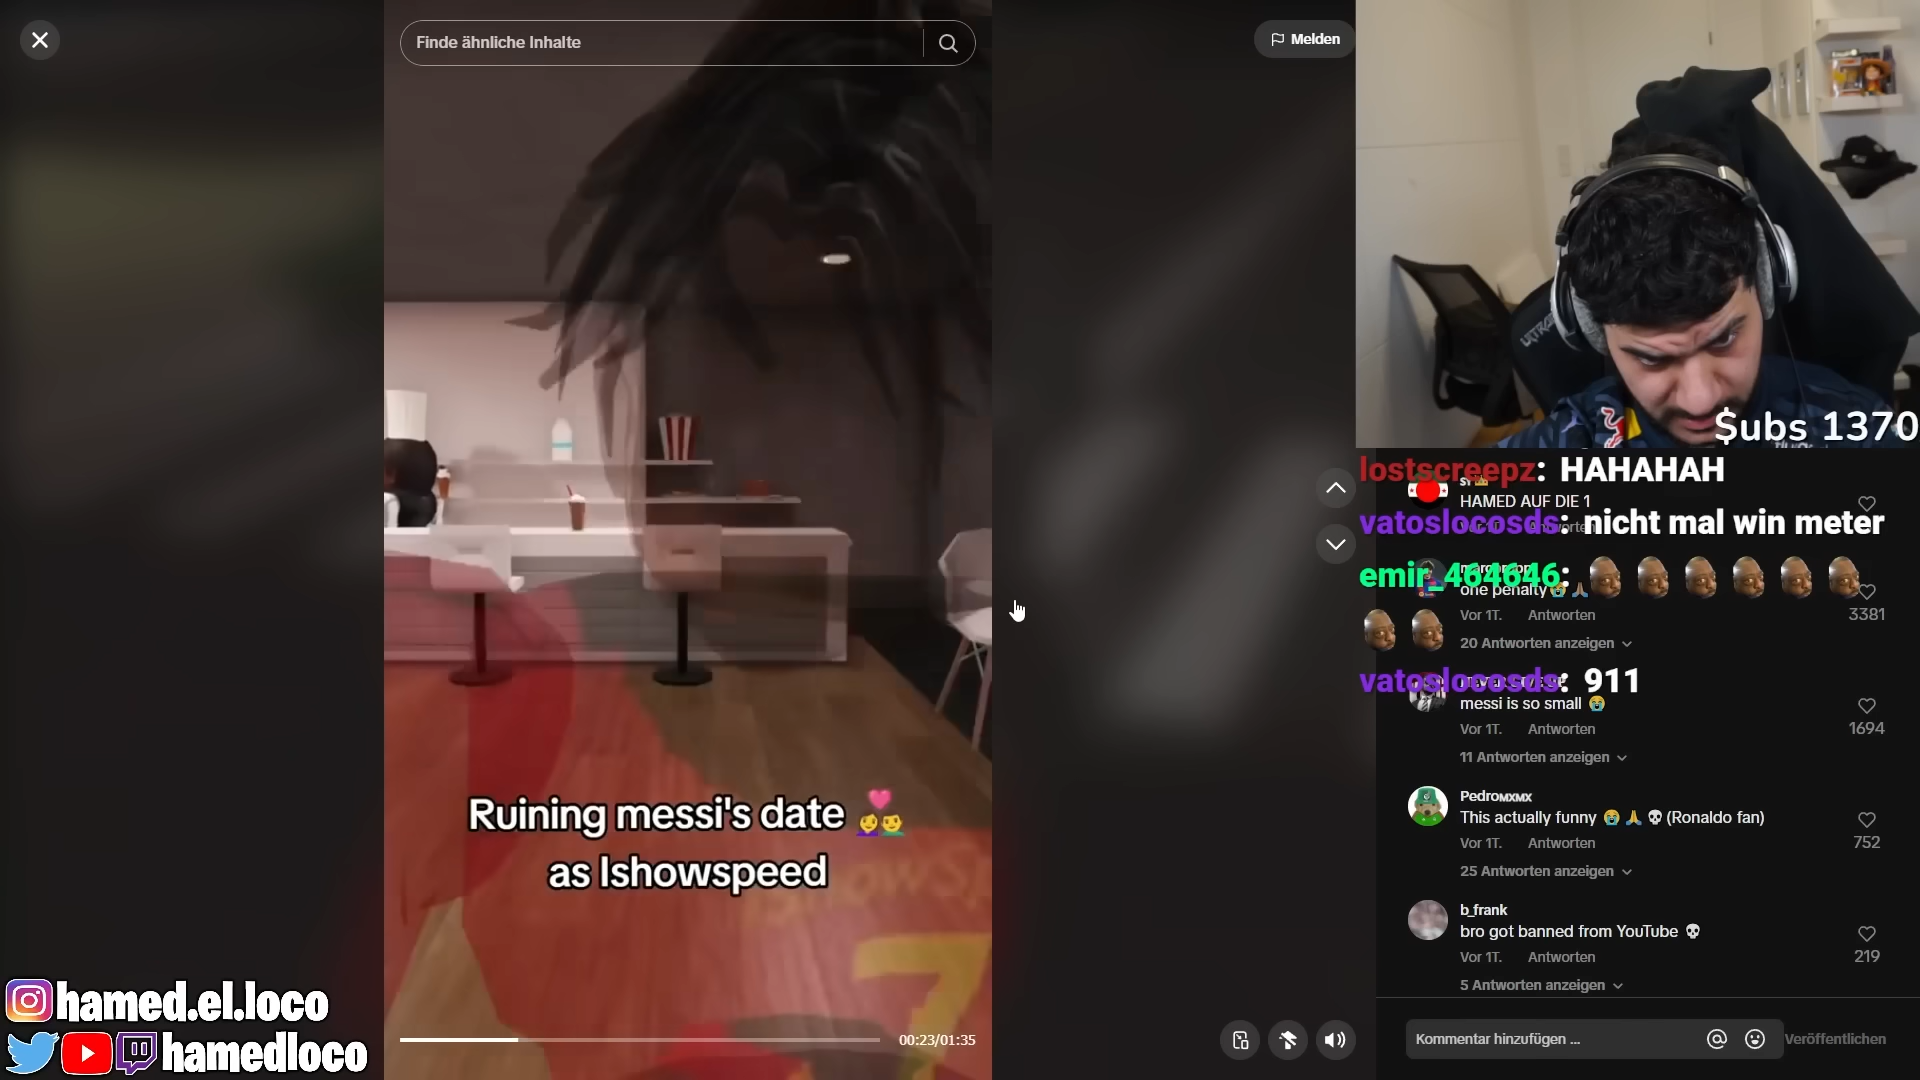 Finde ähnliche Inhalte
Melden
$ubs 1370
lostscreepz: HAHAHAH
HAMED AUF DIE 1
vatoslocosds: nicht mal win meter
emir_464646:
one penalty😭🙏🏽
Vor 1T. Antworten
3381
20 Antworten anzeigen
vatoslocosds: 911
messi is so small 😭
Vor 1T. Antworten
1694
11 Antworten anzeigen
Pedroᴍxᴍx
This actually funny 😭🙏💀(Ronaldo fan)
Vor 1T. Antworten
752
25 Antworten anzeigen
b_frank
bro got banned from YouTube 💀
Vor 1T. Antworten
219
5 Antworten anzeigen
Kommentar hinzufügen ...
Veröffentlichen
Ruining messi's date 💑
as Ishowspeed
7
00:23/01:35
hamed.el.loco
hamedloco